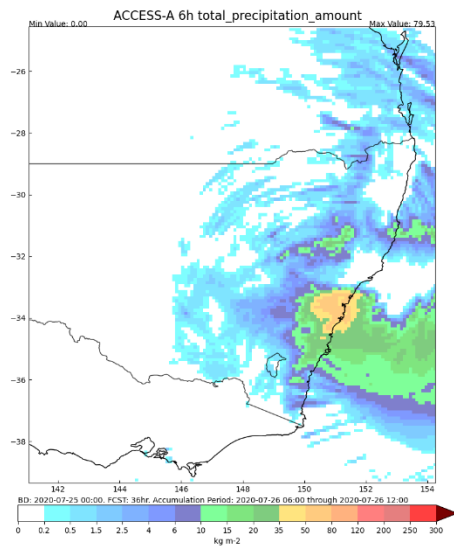 ACCESS-A 6h total_precipitation_amount
Min Value: 0.00 Max Value: 79.53
−26
−28
−30
−32
−34
−36
−38
142 144 146 148 150 152 154
BD: 2020-07-25 00:00. FCST: 36hr. Accumulation Period: 2020-07-26 06:00 through 2020-07-26 12:00
0 0.2 0.5 1.5 2.5 4 6 10 15 20 35 50 80 120 200 250 300
kg m-2